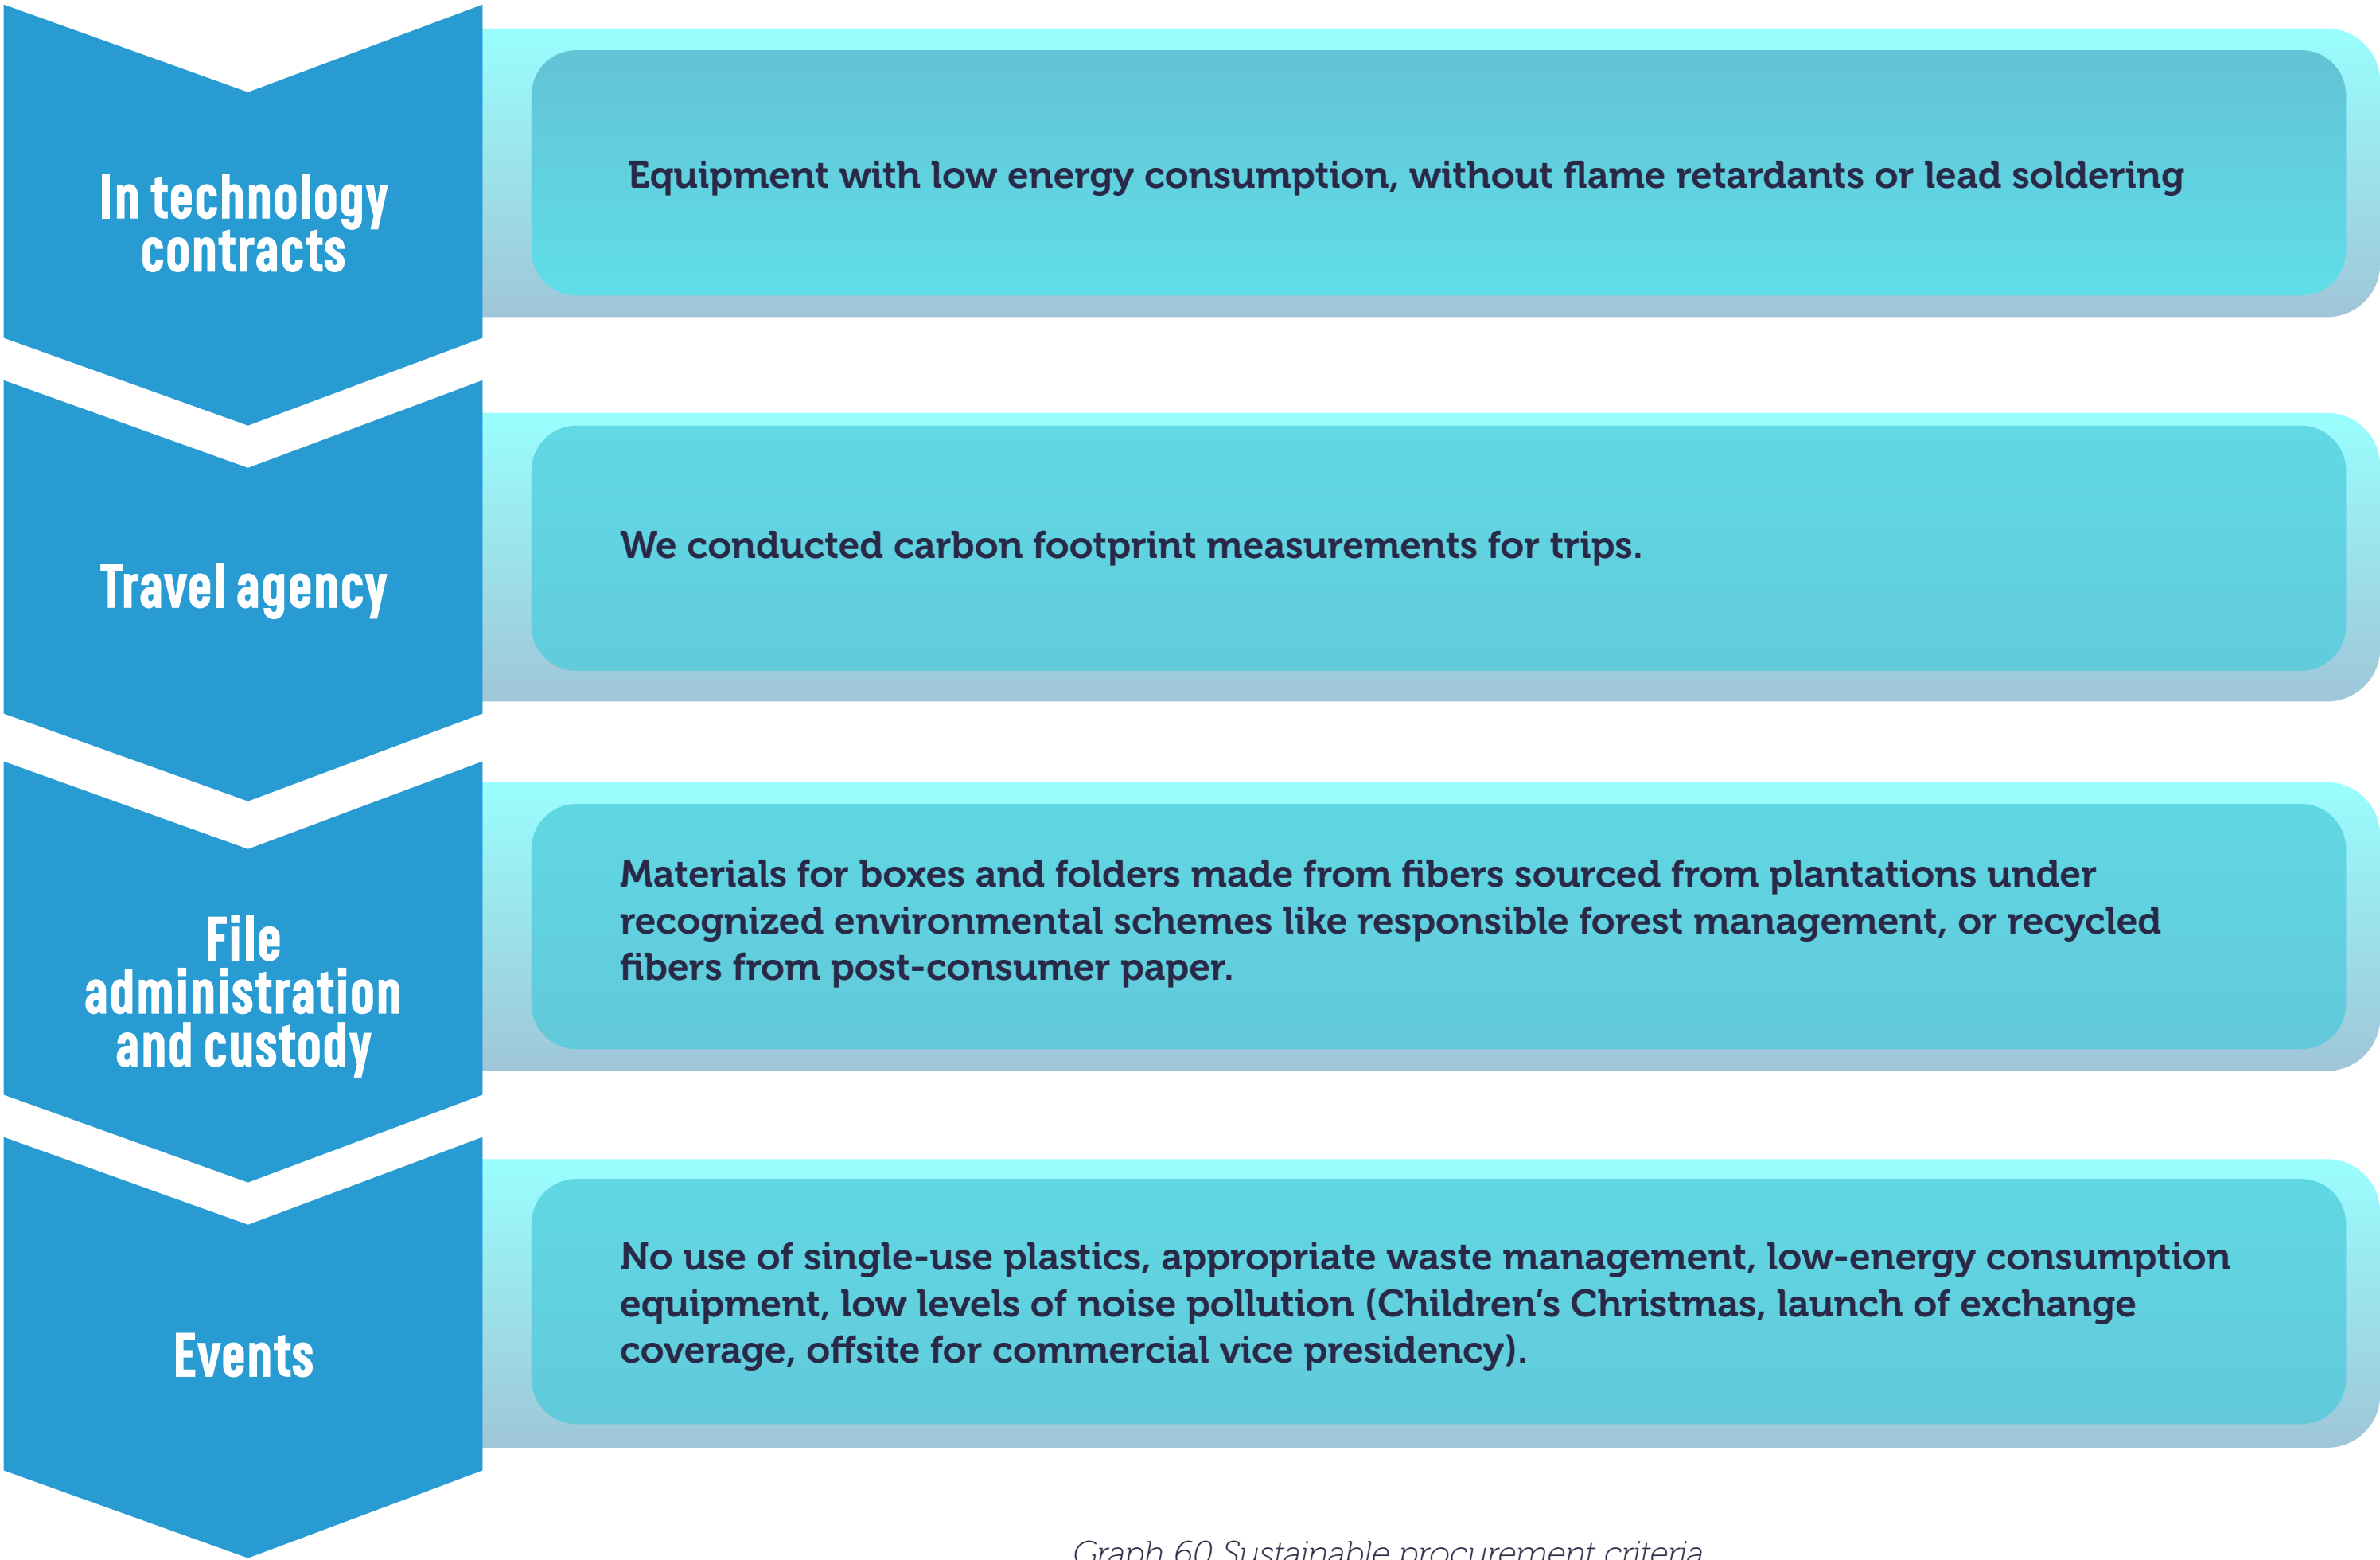 In technology
contracts
Equipment with low energy consumption, without flame retardants or lead soldering
Travel agency
We conducted carbon footprint measurements for trips.
File
administration
and custody
Materials for boxes and folders made from fibers sourced from plantations under
recognized environmental schemes like responsible forest management, or recycled
fibers from post-consumer paper.
Events
No use of single-use plastics, appropriate waste management, low-energy consumption
equipment, low levels of noise pollution (Children’s Christmas, launch of exchange
coverage, offsite for commercial vice presidency).
Graph 60 Sustainable procurement criteria